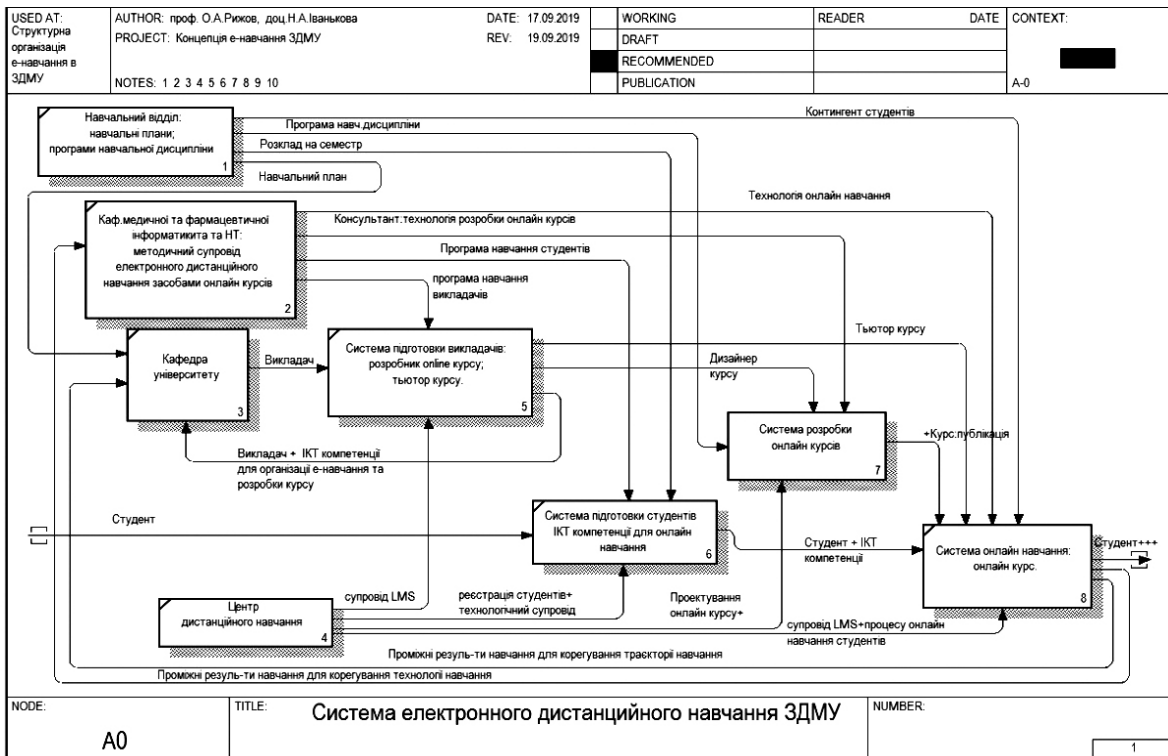 USED AT:
Структурна
організація
е-навчання в
ЗДМУ
AUTHOR: проф. О.А.Рижов, доц.Н.А.Іванькова
DATE: 17.09.2019
PROJECT: Концепція е-навчання ЗДМУ
REV: 19.09.2019
NOTES: 1 2 3 4 5 6 7 8 9 10
WORKING
DRAFT
RECOMMENDED
PUBLICATION
READER
DATE
CONTEXT:
A-0
Навчальний відділ:
навчальні плани;
програми навчальної дисципліни
1
Програма навч.дисципліни
Розклад на семестр
Навчальний план
Контингент студентів
Технологія онлайн навчання
Каф.медичної та фармацевтичної
інформатикита та НТ:
методичний супровід
електронного дистанційного
навчання засобами онлайн курсів
2
Консультант:технологія розробки онлайн курсів
Програма навчання студентів
програма навчання
викладачів
Кафедра
університету
3
Викладач
Система підготовки викладачів:
розробник online курсу;
тьютор курсу.
5
Тьютор курсу
Дизайнер
курсу
Система розробки
онлайн курсів
7
+Курс:публікація
Викладач + ІКТ компетенції
для організації е-навчання та
розробки курсу
Студент
Система підготовки студентів
ІКТ компетенції для онлайн
навчання
6
Студент + ІКТ
компетенції
Система онлайн навчання:
онлайн курс.
8
Студент+++
Центр
дистанційного навчання
4
супровід LMS
реєстрація студентів+
технологічний супровід
Проектування
онлайн курсу+
супровід LMS+процесу онлайн
навчання студентів
Проміжні резуль-ти навчання для корегування траєкторії навчання
Проміжні резуль-ти навчання для корегування технологі навчання
NODE:
A0
TITLE:
Система електронного дистанцийного навчання ЗДМУ
NUMBER:
1